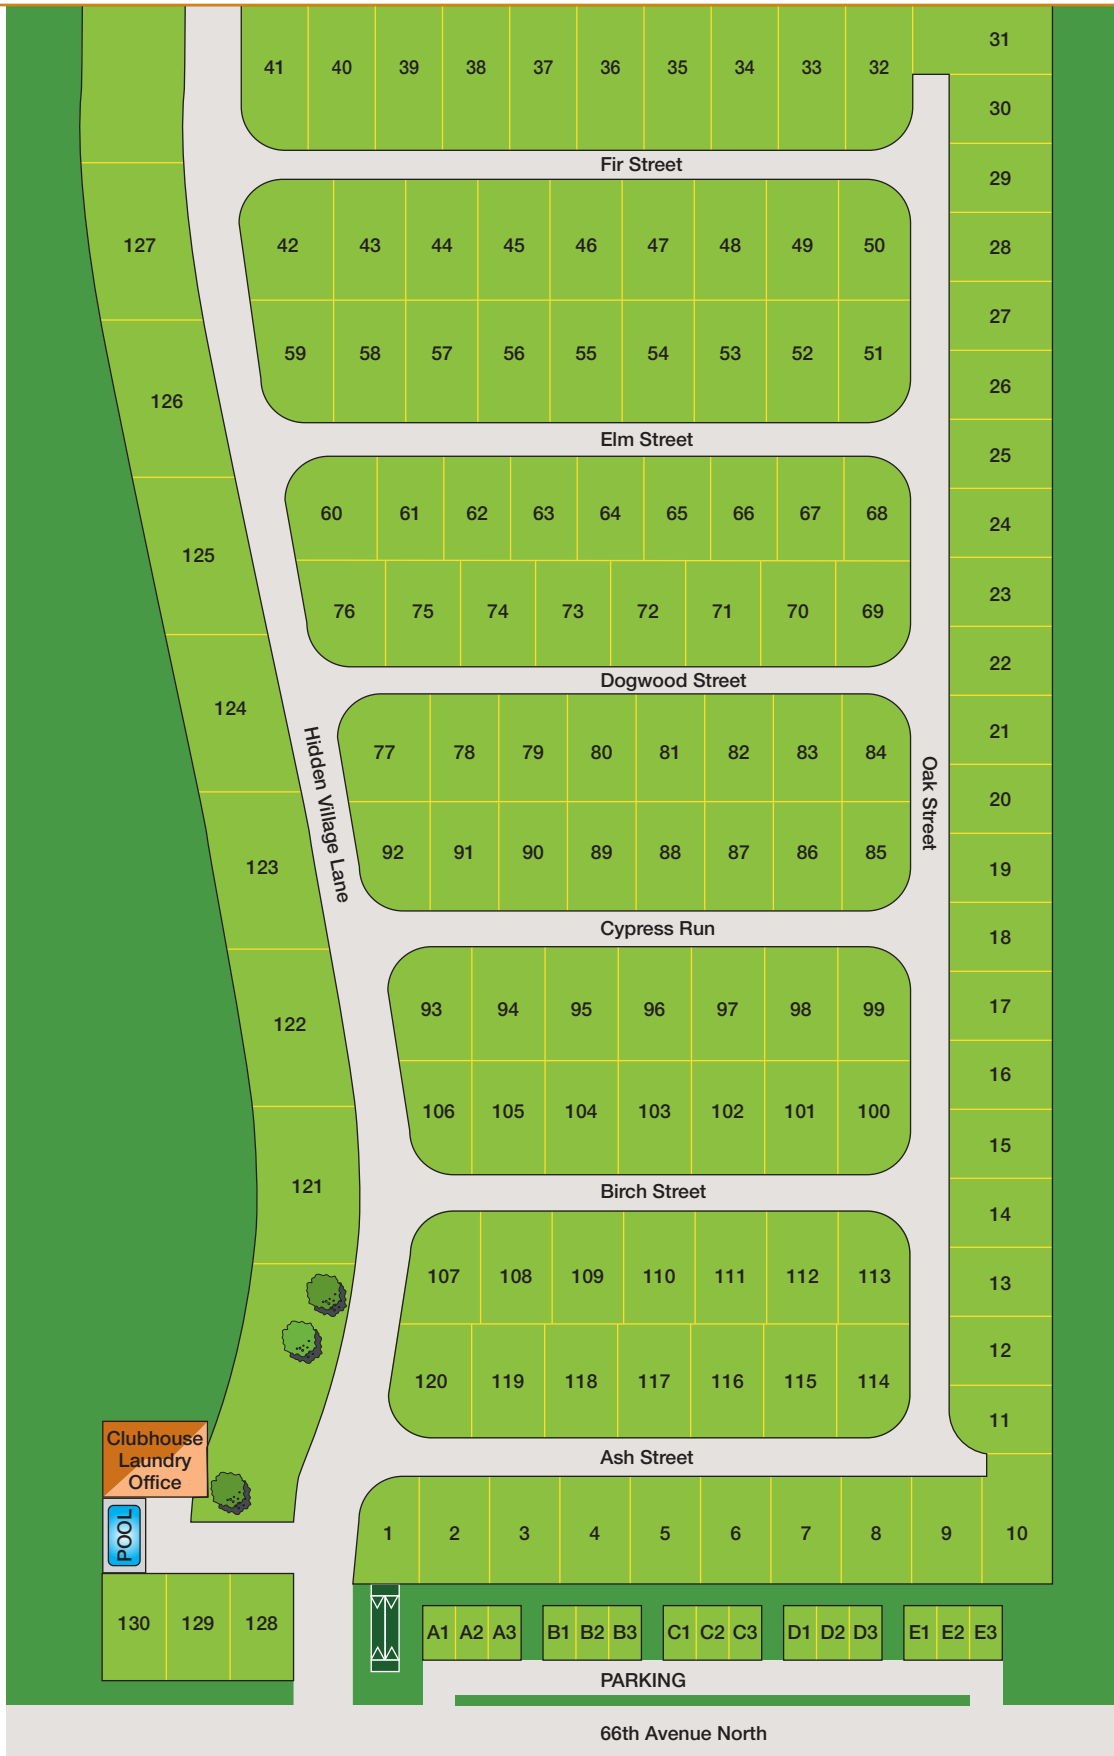 31
41 40 39 38 37 36 35 34 33 32
30
Fir Street
29
127 42 43 44 45 46 47 48 49 50 28
27
59 58 57 56 55 54 53 52 51
26
126
Elm Street
25
60 61 62 63 64 65 66 67 68 24
125
23
76 75 74 73 72 71 70 69
22
Dogwood Street
124
21
77 78 79 80 81 82 83 84
Hidden Village Lane
Oak Street
20
92 91 90 89 88 87 86 85
123 19
Cypress Run
18
93 94 95 96 97 98 99 17
122
16
106 105 104 103 102 101 100
15
121
Birch Street
14
107 108 109 110 111 112 113 13
12
120 119 118 117 116 115 114
11
Clubhouse
Laundry
Office
Ash Street
POOL
1 2 3 4 5 6 7 8 9 10
130 129 128
A1 A2 A3 B1 B2 B3 C1 C2 C3 D1 D2 D3 E1 E2 E3
PARKING
66th Avenue North